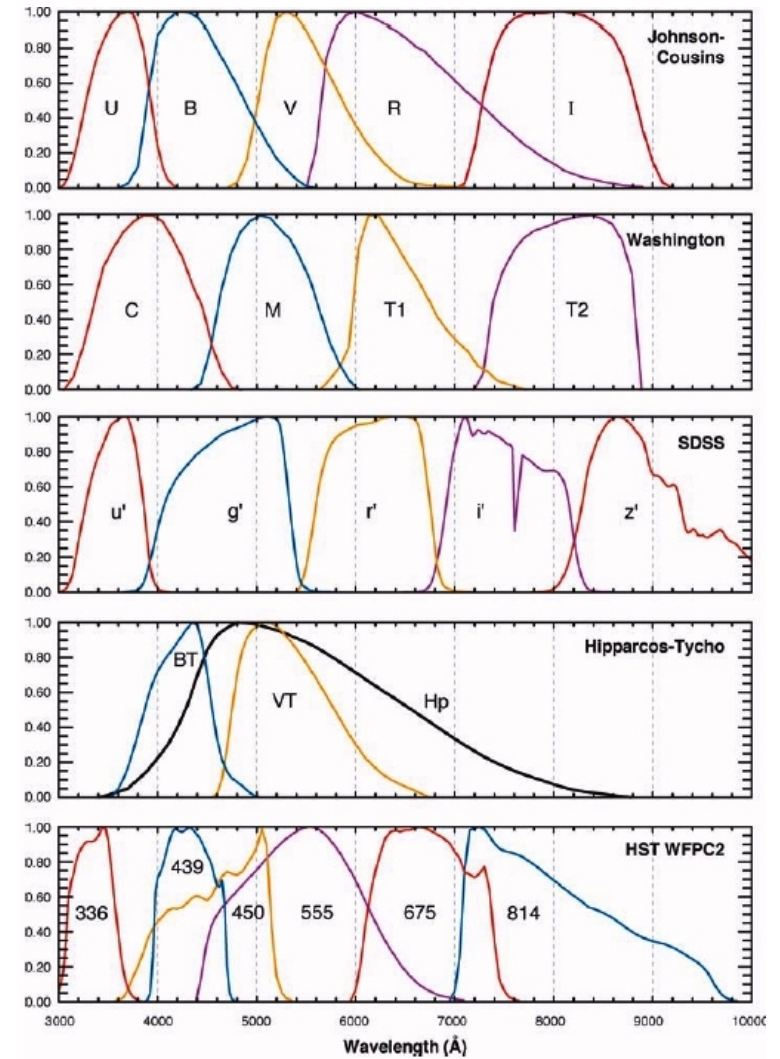 1.00
Johnson-
Cousins
0.80
0.60
U B V R I
0.40
0.20
0.00
1.00
Washington
0.80
0.60
C M T1 T2
0.40
0.20
0.00
1.00
SDSS
0.80
0.60
u' g' r' i' z'
0.40
0.20
0.00
1.00
Hipparcos-Tycho
0.80
BT
0.60
VT Hp
0.40
0.20
0.00
1.00
HST WFPC2
0.80
439
0.60
336 450 555 675 814
0.40
0.20
0.00
3000 4000 5000 6000 7000 8000 9000 10000
Wavelength (Å)